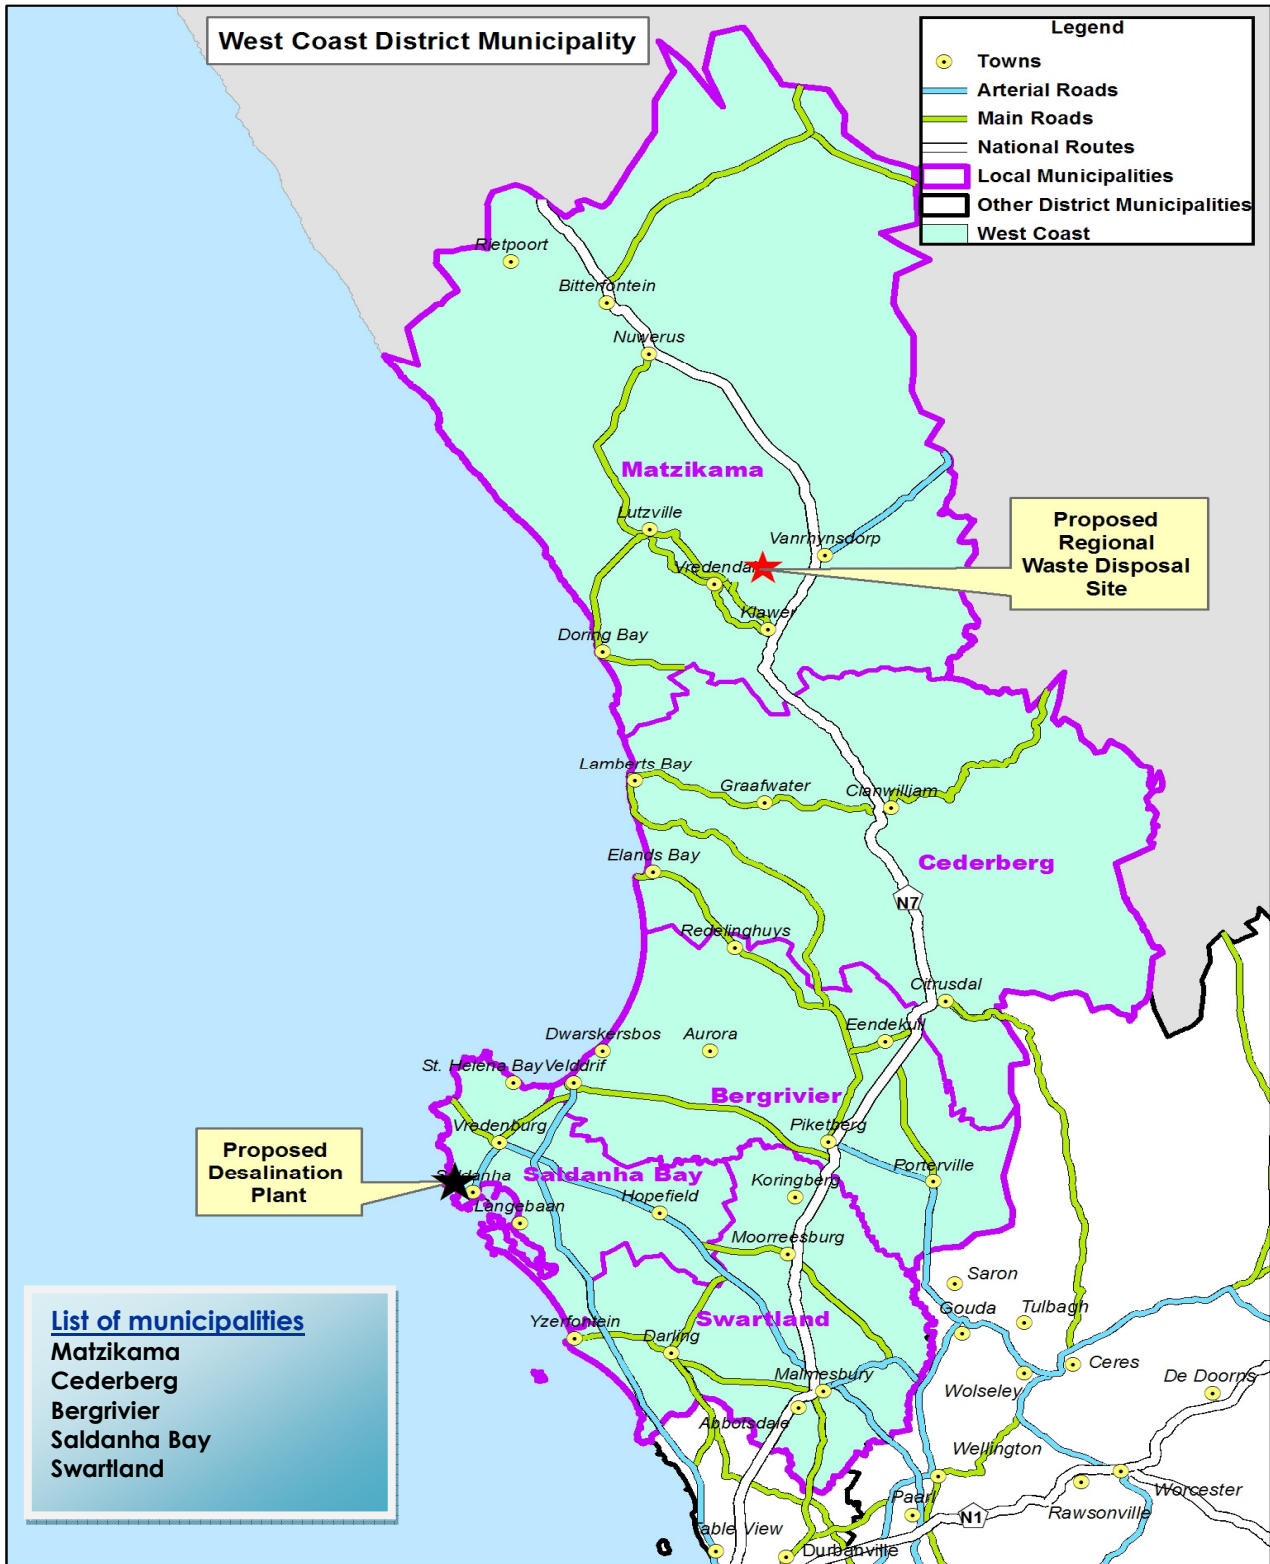 West Coast District Municipality
Legend
Towns
Arterial Roads
Main Roads
National Routes
Local Municipalities
Other District Municipalities
West Coast
Rietpoort
Bitterfontein
Nuwerus
Matzikama
Lutzville
Vanrhynsdorp
Vredendal
Klawer
Doring Bay
Proposed
Regional
Waste Disposal
Site
Lamberts Bay
Graafwater
Clanwilliam
Elands Bay
Cederberg
N7
Redelinghuys
Citrusdal
Eendekuil
Dwarskersbos
Aurora
St. Helena Bay
Velddrif
Bergrivier
Vredenburg
Piketberg
Proposed
Desalination
Plant
Saldanha
Saldanha Bay
Koringberg
Porterville
Langebaan
Hopefield
Moorreesburg
Saron
Gouda
Tulbagh
Yzerfontein
Darling
Swartland
Ceres
Wolseley
De Doorns
Malmesbury
Abbotsdale
Wellington
Paarl
N1
Rawsonville
Worcester
Table View
Durbanville
List of municipalities
Matzikama
Cederberg
Bergrivier
Saldanha Bay
Swartland